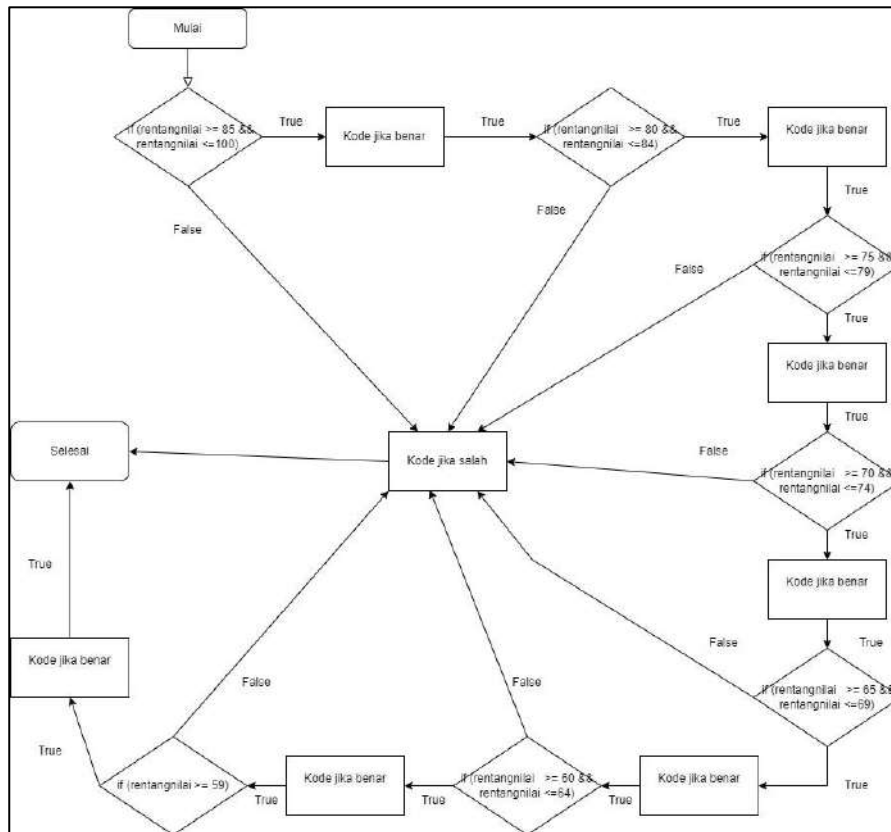 Mulai
if (rentangnilai >= 85 &&
rentangnilai <=100)
True
Kode jika benar
True
if (rentangnilai >= 80 &&
rentangnilai <=84)
True
Kode jika benar
False
False
True
if (rentangnilai >= 75 &&
rentangnilai <=79)
False
True
Kode jika benar
True
Selesai
Kode jika salah
False
if (rentangnilai >= 70 &&
rentangnilai <=74)
True
True
Kode jika benar
True
Kode jika benar
False
if (rentangnilai >= 65 &
rentangnilai <=69)
False
False
True
if (rentangnilai >= 59)
True
Kode jika benar
True
if (rentangnilai >= 60 &&
rentangnilai <=64)
True
Kode jika benar
True